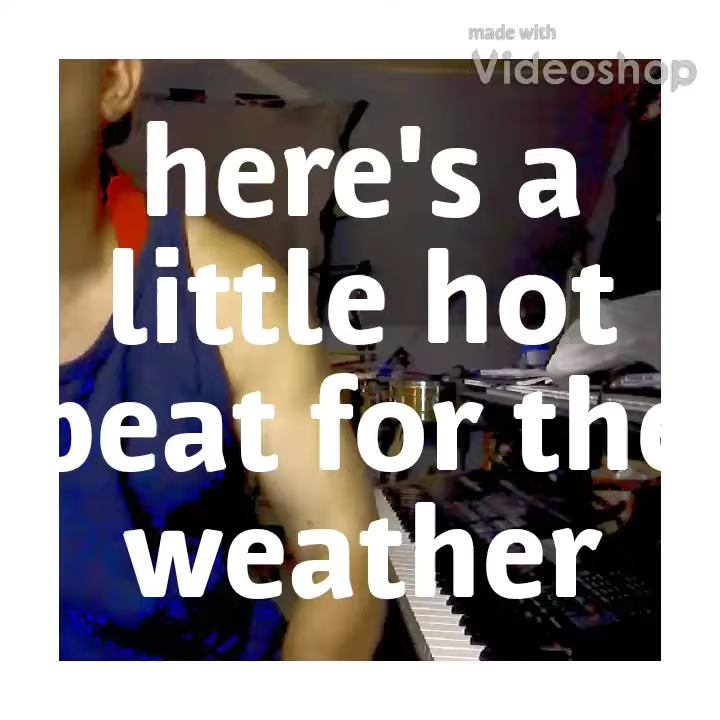 made with
Videoshop
here's a
little hot
beat for the
weather